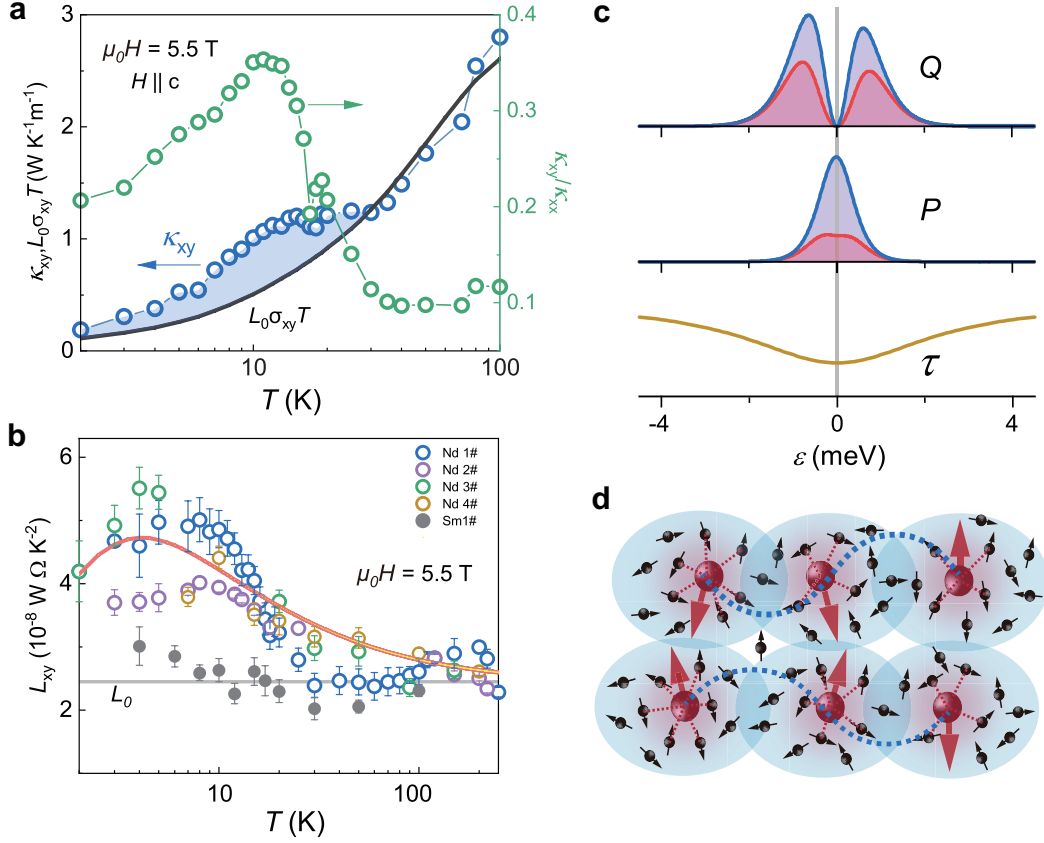 a
3
2
1
0
κxy,L0σxyT(W K-1m-1)
μ0H = 5.5 T
H || c
κxy
L0σxyT
10
100
T (K)
0.4
0.3
0.2
0.1
κxy/κxx
b
6
4
2
Lxy (10-8 W Ω K-2)
Nd 1#
Nd 2#
Nd 3#
Nd 4#
Sm1#
μ0H = 5.5 T
L0
10
100
T (K)
c
Q
P
τ
-4
0
4
ε (meV)
d